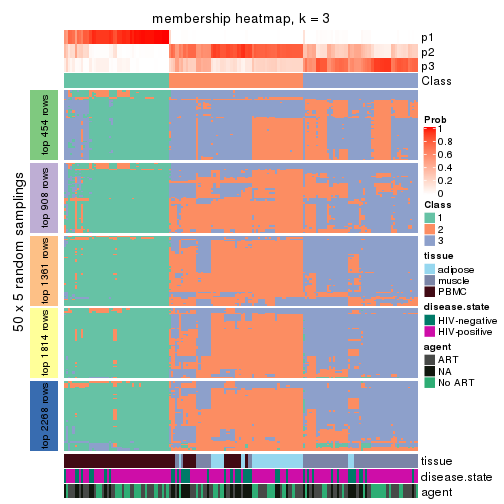 membership heatmap, k = 3
p1
p2
p3
Class
50 x 5 random samplings
top 454 rows
top 908 rows
top 1361 rows
top 1814 rows
top 2268 rows
Prob
1
0.8
0.6
0.4
0.2
0
Class
1
2
3
tissue
adipose
muscle
PBMC
disease.state
HIV-negative
HIV-positive
agent
ART
NA
No ART
tissue
disease.state
agent